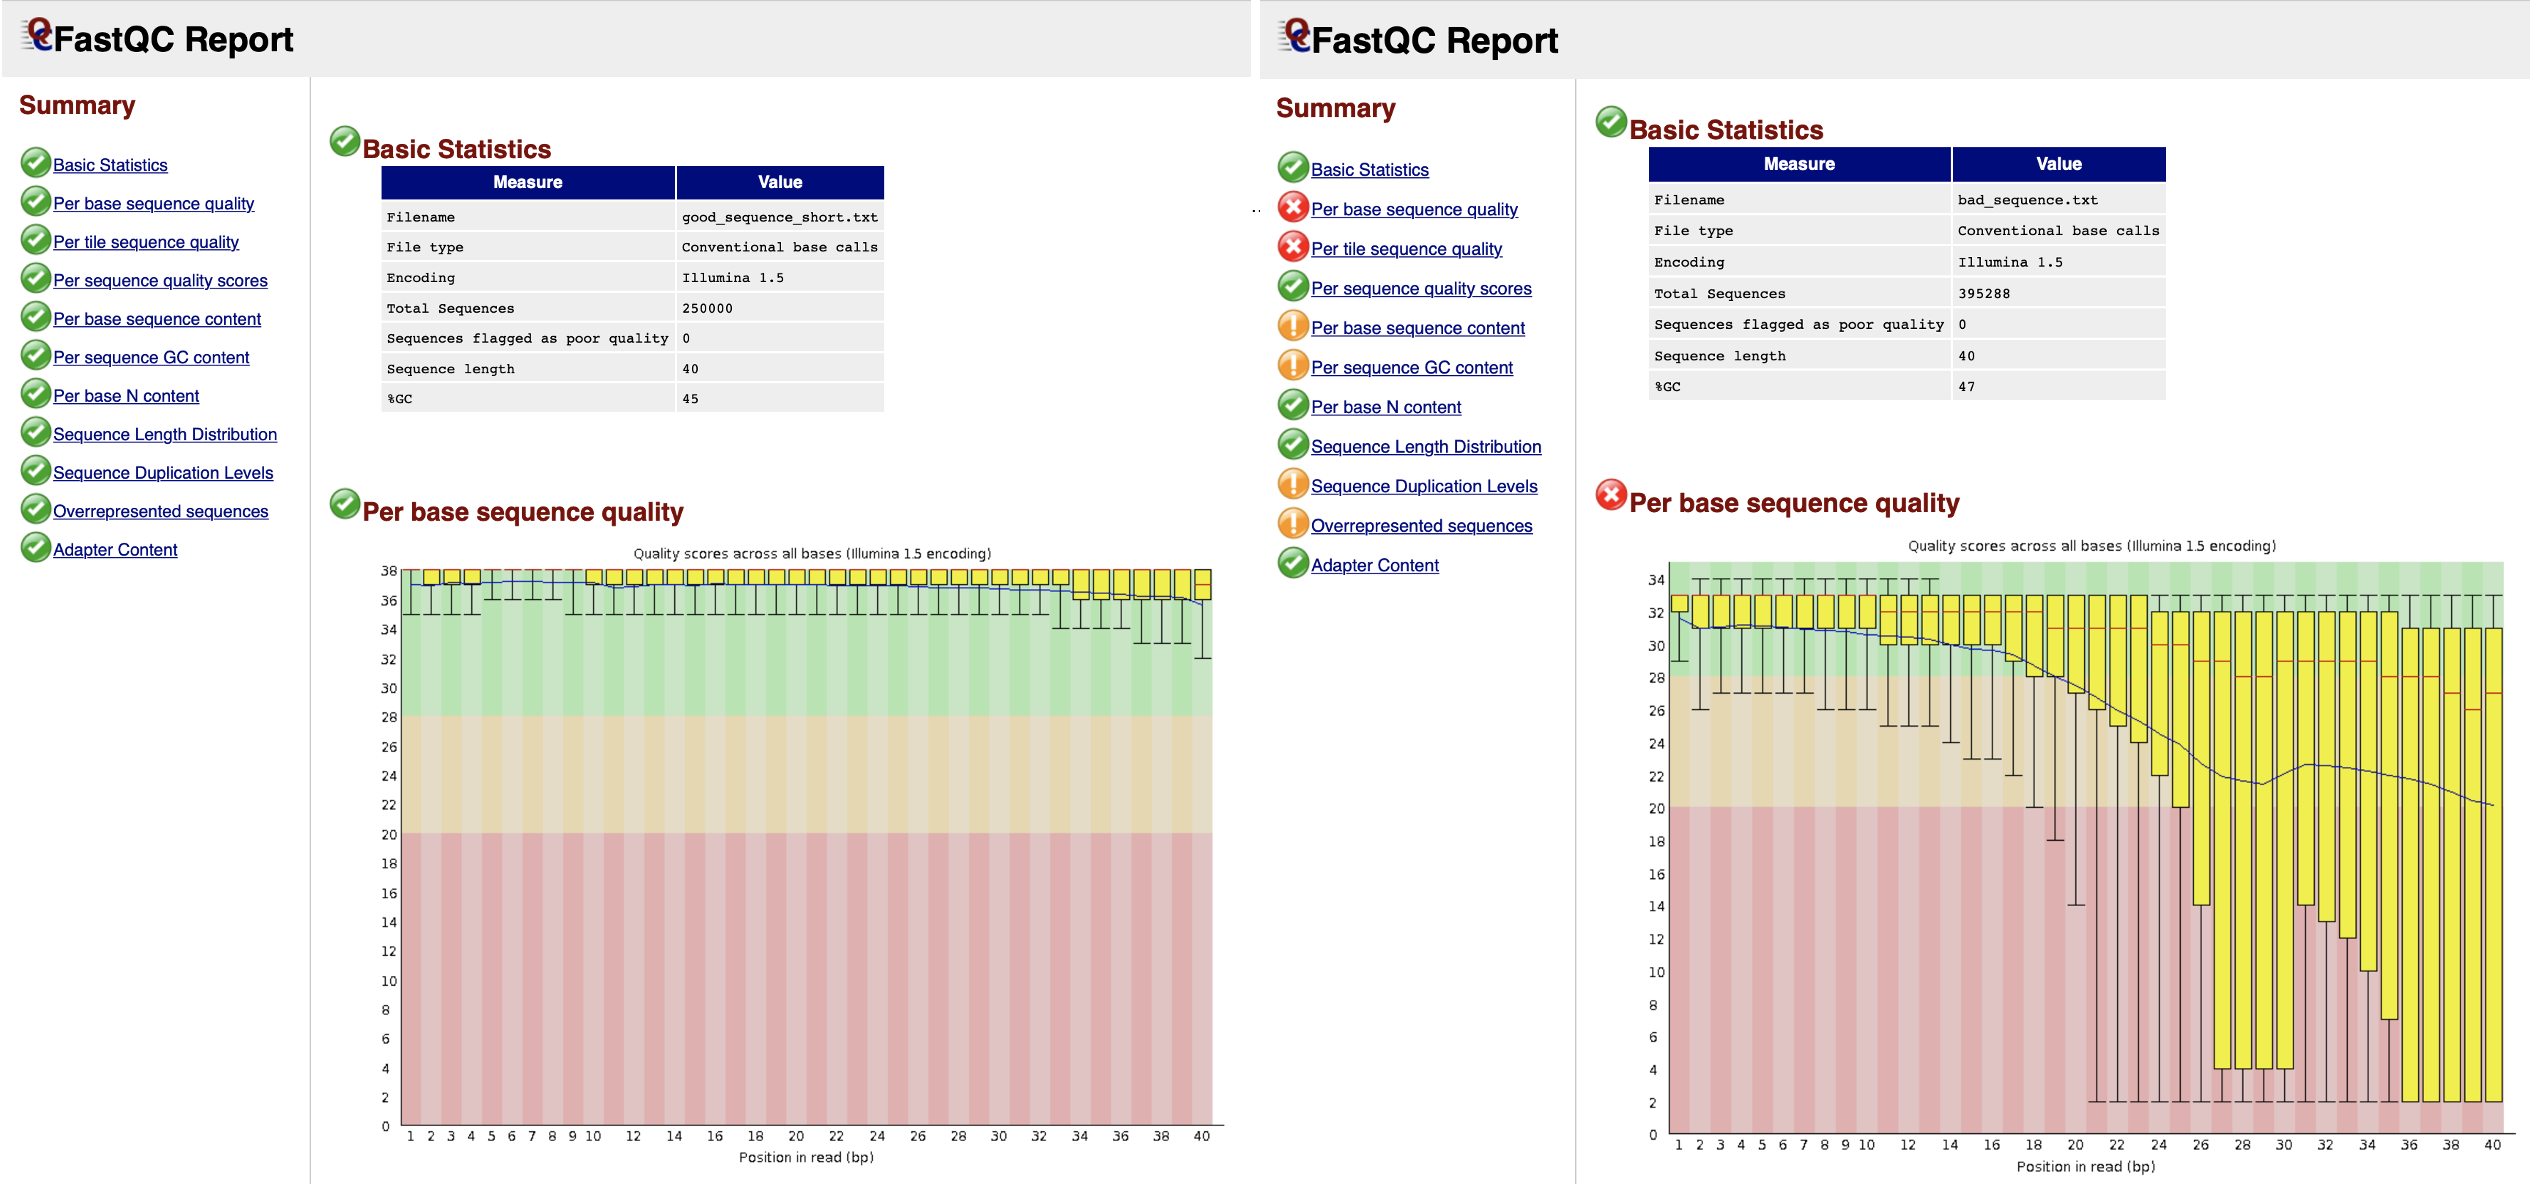 FastQC Report
Summary
Basic Statistics
Per base sequence quality
Per tile sequence quality
Per sequence quality scores
Per base sequence content
Per sequence GC content
Per base N content
Sequence Length Distribution
Sequence Duplication Levels
Overrepresented sequences
Adapter Content
Basic Statistics
Measure Value
Filename good_sequence_short.txt
File type Conventional base calls
Encoding Illumina 1.5
Total Sequences 250000
Sequences flagged as poor quality 0
Sequence length 40
%GC 45
Per base sequence quality
Quality scores across all bases (Illumina 1.5 encoding)
38
36
34
32
30
28
26
24
22
20
18
16
14
12
10
8
6
4
2
0
1 2 3 4 5 6 7 8 9 10 12 14 16 18 20 22 24 26 28 30 32 34 36 38 40
Position in read (bp)
FastQC Report
Summary
Basic Statistics
Per base sequence quality
Per tile sequence quality
Per sequence quality scores
Per base sequence content
Per sequence GC content
Per base N content
Sequence Length Distribution
Sequence Duplication Levels
Overrepresented sequences
Adapter Content
Basic Statistics
Measure Value
Filename bad_sequence.txt
File type Conventional base calls
Encoding Illumina 1.5
Total Sequences 395288
Sequences flagged as poor quality 0
Sequence length 40
%GC 47
Per base sequence quality
Quality scores across all bases (Illumina 1.5 encoding)
34
32
30
28
26
24
22
20
18
16
14
12
10
8
6
4
2
0
1 2 3 4 5 6 7 8 9 10 12 14 16 18 20 22 24 26 28 30 32 34 36 38 40
Position in read (bp)